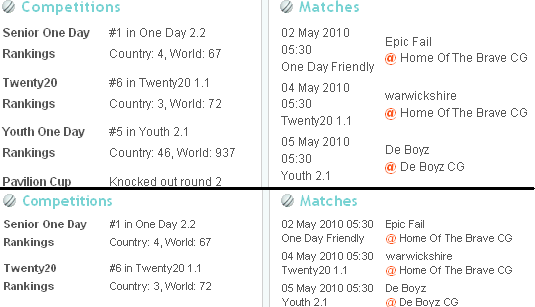 Competitions
Senior One Day #1 in One Day 2.2
Rankings Country: 4, World: 67
Twenty20 #6 in Twenty20 1.1
Rankings Country: 3, World: 72
Youth One Day #5 in Youth 2.1
Rankings Country: 46, World: 937
Pavilion Cup Knocked out round 2
Matches
02 May 2010
05:30
One Day Friendly
Epic Fail
@ Home Of The Brave CG
04 May 2010
05:30
Twenty20 1.1
warwickshire
@ Home Of The Brave CG
05 May 2010
05:30
Youth 2.1
De Boyz
@ De Boyz CG
Competitions
Senior One Day #1 in One Day 2.2
Rankings Country: 4, World: 67
Twenty20 #6 in Twenty20 1.1
Rankings Country: 3, World: 72
Matches
02 May 2010 05:30 Epic Fail
One Day Friendly @ Home Of The Brave CG
04 May 2010 05:30 warwickshire
Twenty20 1.1 @ Home Of The Brave CG
05 May 2010 05:30 De Boyz
Youth 2.1 @ De Boyz CG